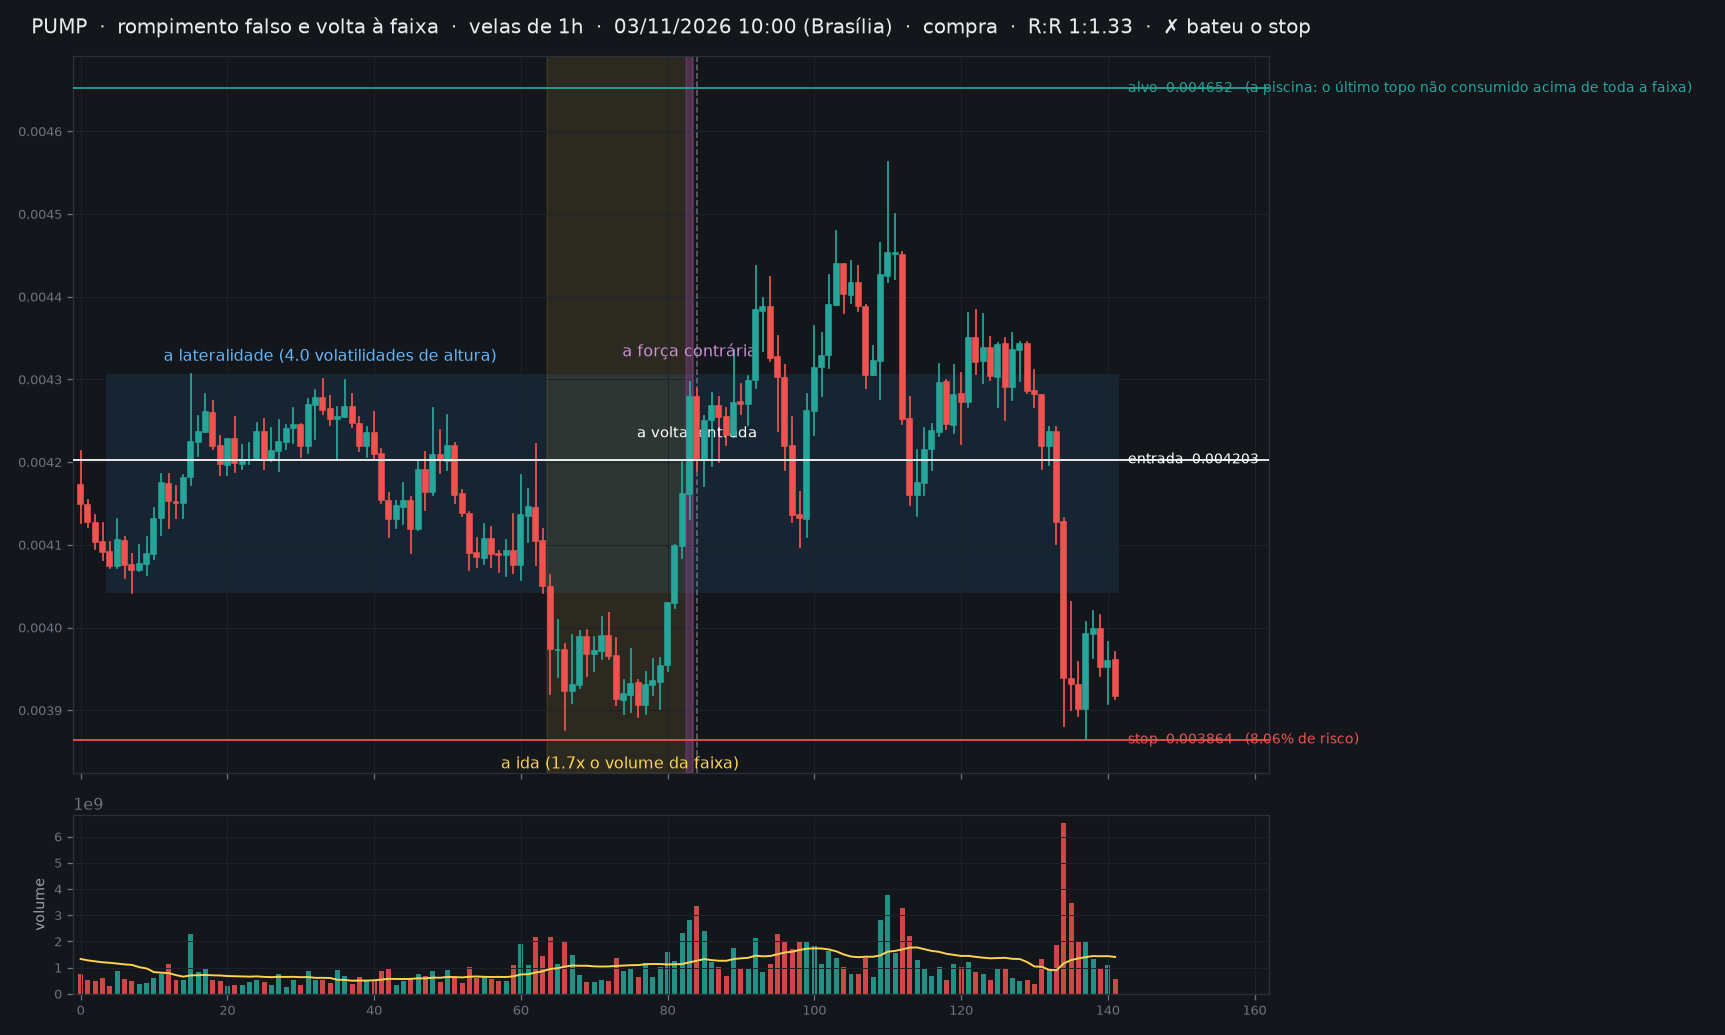 PUMP · rompimento falso e volta à faixa · velas de 1h · 03/11/2026 10:00 (Brasília) · compra · R:R 1:1.33 · ✗ bateu o stop
alvo 0.004652 (a piscina: o último topo não consumido acima de toda a faixa)
0.0046
0.0045
0.0044
a lateralidade (4.0 volatilidades de altura)
a força contrária
0.0043
a volta
entrada
0.0042
entrada 0.004203
0.0041
0.0040
0.0039
stop 0.003864 (8.06% de risco)
a ida (1.7x o volume da faixa)
1e9
volume
6
5
4
3
2
1
0
0 20 40 60 80 100 120 140 160